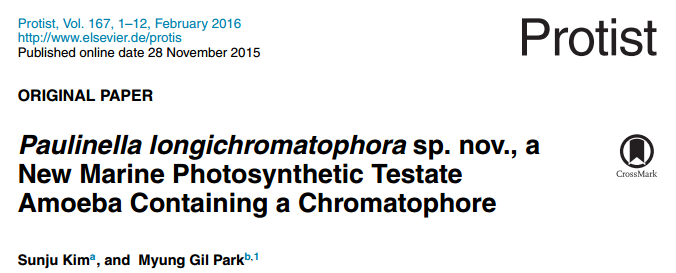 Protist, Vol. 167, 1–12, February 2016
http://www.elsevier.de/protis
Published online date 28 November 2015
Protist
ORIGINAL PAPER
Paulinella longichromatophora sp. nov., a
New Marine Photosynthetic Testate
Amoeba Containing a Chromatophore
CrossMark
Sunju Kima, and Myung Gil Parkb,1